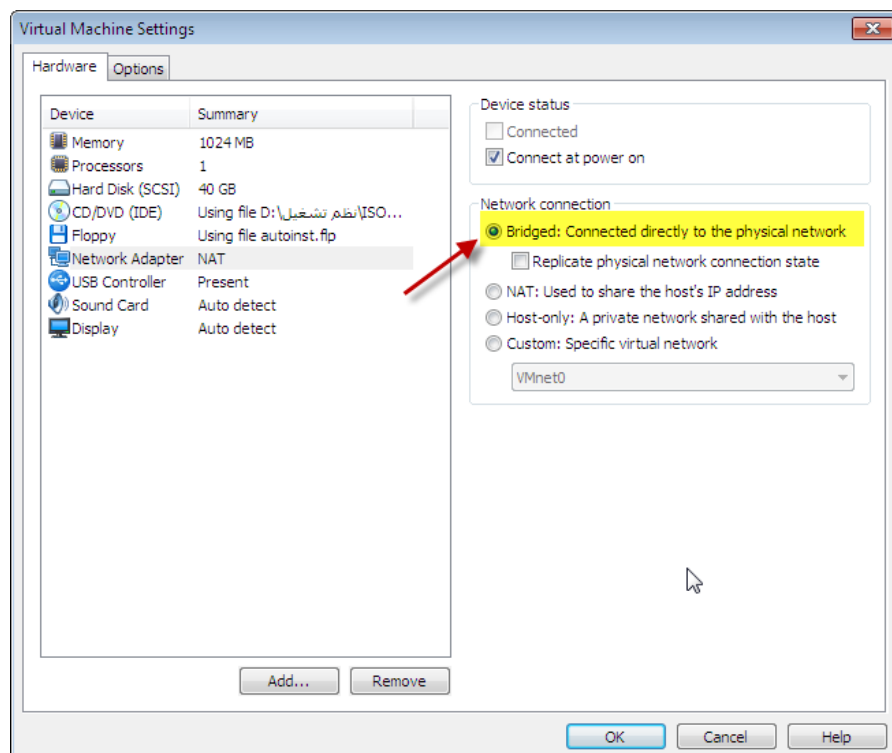 Virtual Machine Settings
Hardware Options
Device Summary
Memory 1024 MB
Processors 1
Hard Disk (SCSI) 40 GB
CD/DVD (IDE) Using file D:\نظم تشغيل\ISO...
Floppy Using file autoinst.flp
Network Adapter NAT
USB Controller Present
Sound Card Auto detect
Display Auto detect
Add... Remove
Device status
Connected
Connect at power on
Network connection
Bridged: Connected directly to the physical network
Replicate physical network connection state
NAT: Used to share the host's IP address
Host-only: A private network shared with the host
Custom: Specific virtual network
VMnet0
OK Cancel Help